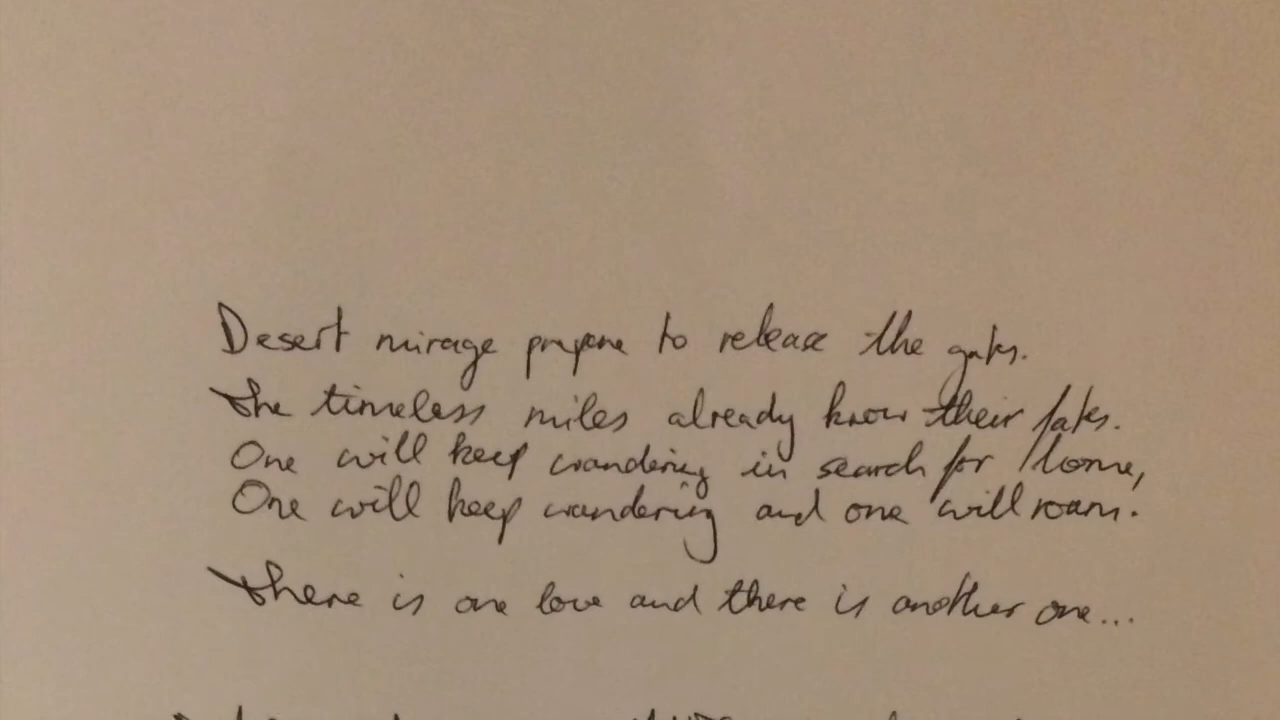 Desert mirage prepare to release the gates.
The timeless miles already know their fates.
One will keep wandering in search for home,
One will keep wandering and one will roam.
There is one love and there is another one...